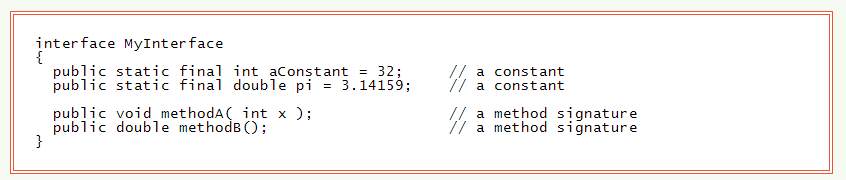 interface MyInterface
{
  public static final int aConstant = 32;     // a constant
  public static final double pi = 3.14159;    // a constant

  public void methodA( int x );               // a method signature
  public double methodB();                    // a method signature
}